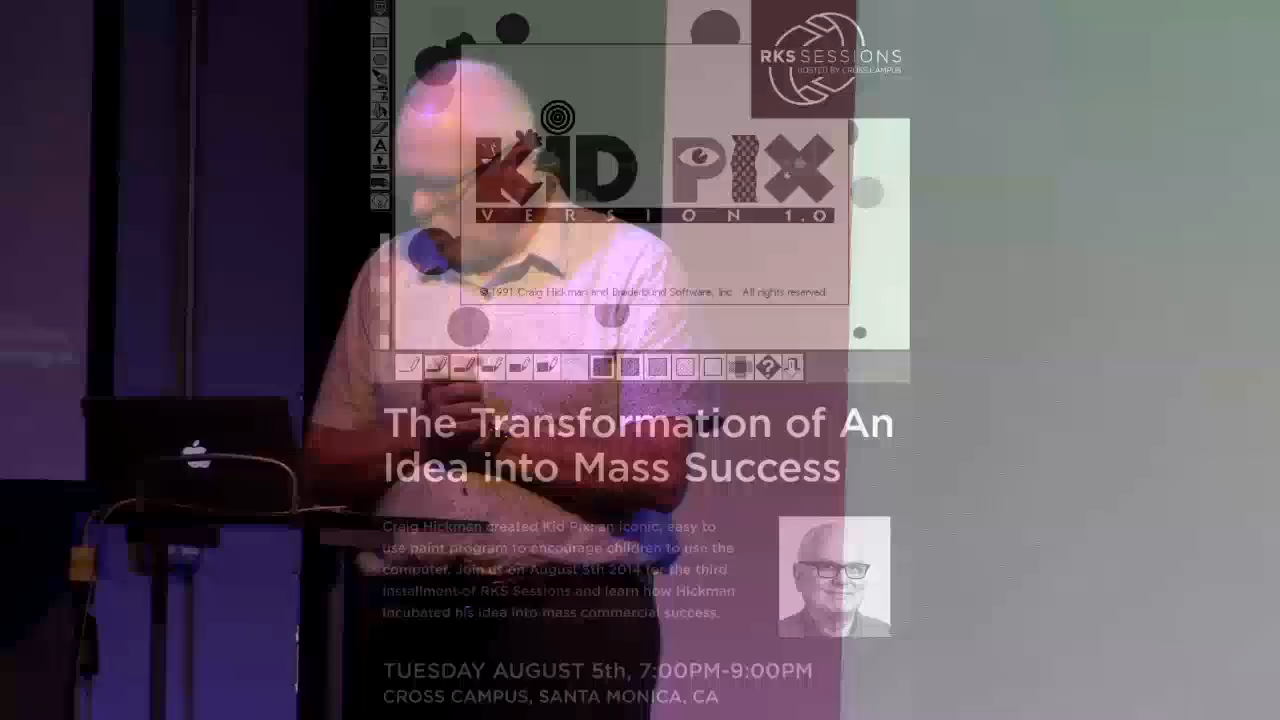 RKS SESSIONS
HOSTED BY CROSS CAMPUS
KID PIX
VERSION 1.0
© 1991 Craig Hickman and Brøderbund Software, Inc. All rights reserved.
A
?
The Transformation of An
Idea into Mass Success
Craig Hickman created Kid Pix: an iconic, easy to
use paint program to encourage children to use the
computer. Join us on August 5th 2014 for the third
installment of RKS Sessions and learn how Hickman
incubated his idea into mass commercial success.
TUESDAY AUGUST 5th, 7:00PM-9:00PM
CROSS CAMPUS, SANTA MONICA, CA